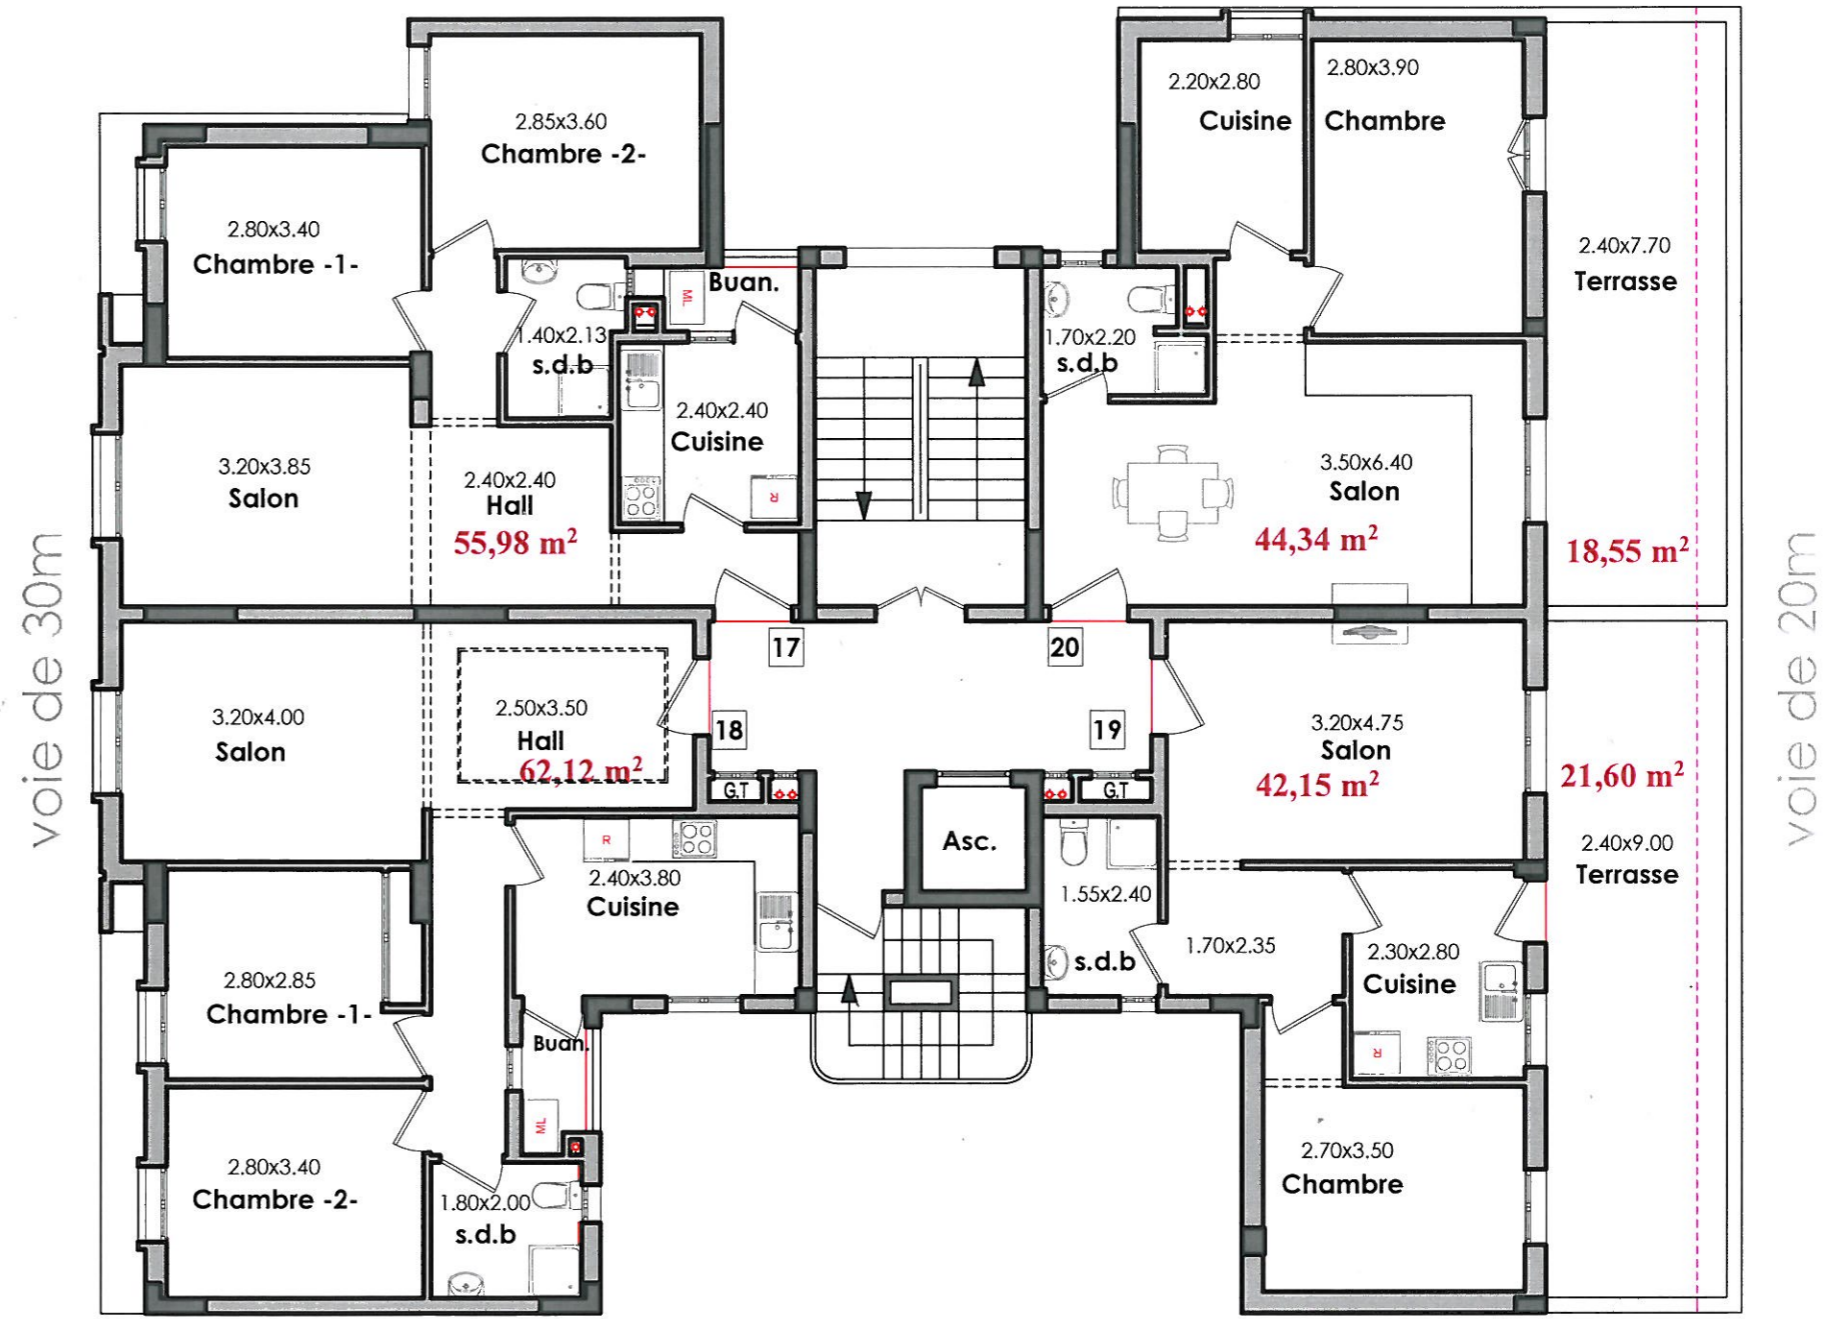 2.85x3.60
Chambre -2-
2.80x3.40
Chambre -1-
Buan.
ML
1.40x2.13
s.d.b
2.40x2.40
Cuisine
R
3.20x3.85
Salon
2.40x2.40
Hall
55,98 m²
2.20x2.80
Cuisine
2.80x3.90
Chambre
2.40x7.70
Terrasse
1.70x2.20
s.d.b
3.50x6.40
Salon
44,34 m²
18,55 m²
voie de 30m
voie de 20m
17
20
18
19
3.20x4.00
Salon
2.50x3.50
Hall
62,12 m²
3.20x4.75
Salon
42,15 m²
21,60 m²
2.40x9.00
Terrasse
G.T
G.T
Asc.
R
2.40x3.80
Cuisine
1.55x2.40
s.d.b
1.70x2.35
2.30x2.80
Cuisine
R
2.80x2.85
Chambre -1-
Buan.
ML
2.80x3.40
Chambre -2-
1.80x2.00
s.d.b
2.70x3.50
Chambre